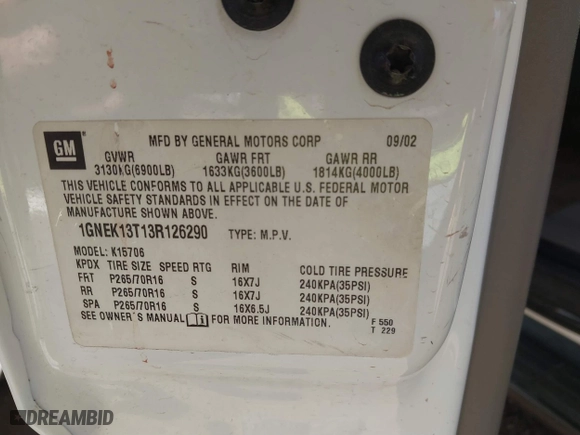 GM
MFD BY GENERAL MOTORS CORP 09/02
GVWR GAWR FRT GAWR RR
3130KG(6900LB) 1633KG(3600LB) 1814KG(4000LB)
THIS VEHICLE CONFORMS TO ALL APPLICABLE U.S. FEDERAL MOTOR
VEHICLE SAFETY STANDARDS IN EFFECT ON THE DATE OF
MANUFACTURE SHOWN ABOVE.
1GNEK13T13R126290 TYPE: M.P.V.
MODEL: K15706
KPDX TIRE SIZE SPEED RTG RIM COLD TIRE PRESSURE
FRT P265/70R16 S 16X7J 240KPA(35PSI)
RR P265/70R16 S 16X7J 240KPA(35PSI)
SPA P265/70R16 S 16X6.5J 240KPA(35PSI)
SEE OWNER'S MANUAL FOR MORE INFORMATION
F 550
T 229
DREAMBID